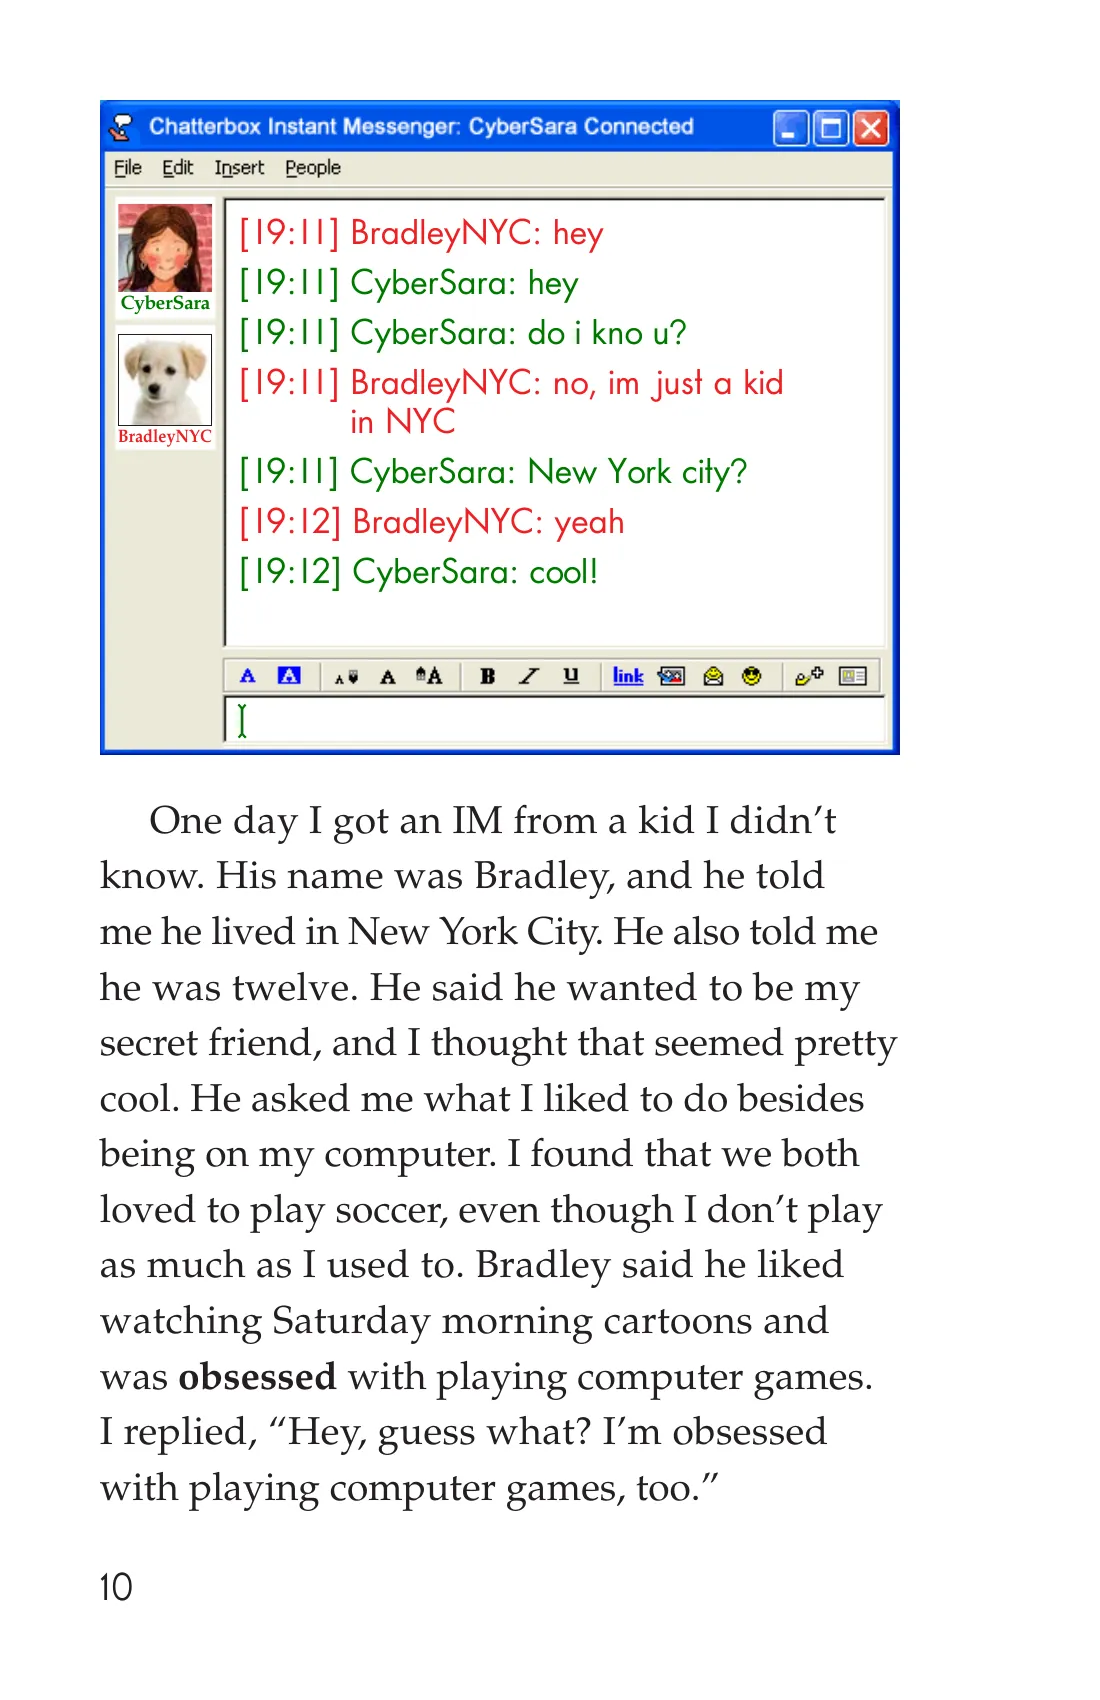 Chatterbox Instant Messenger: CyberSara Connected
File Edit Insert People
[19:11] BradleyNYC: hey
[19:11] CyberSara: hey
[19:11] CyberSara: do i kno u?
[19:11] BradleyNYC: no, im just a kid
in NYC
[19:11] CyberSara: New York city?
[19:12] BradleyNYC: yeah
[19:12] CyberSara: cool!
CyberSara
BradleyNYC
A A A A A B I U link
One day I got an IM from a kid I didn’t
know. His name was Bradley, and he told
me he lived in New York City. He also told me
he was twelve. He said he wanted to be my
secret friend, and I thought that seemed pretty
cool. He asked me what I liked to do besides
being on my computer. I found that we both
loved to play soccer, even though I don’t play
as much as I used to. Bradley said he liked
watching Saturday morning cartoons and
was obsessed with playing computer games.
I replied, “Hey, guess what? I’m obsessed
with playing computer games, too.”
10